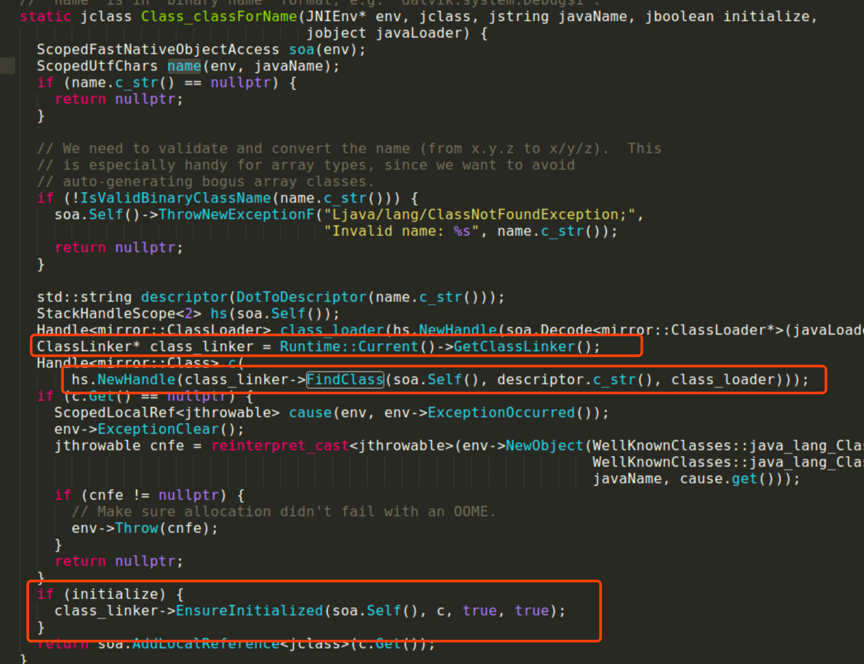 // "name" is in "binary name" format, e.g. "dalvik.system.Debug$1".
static jclass Class_classForName(JNIEnv* env, jclass, jstring javaName, jboolean initialize,
jobject javaLoader) {
ScopedFastNativeObjectAccess soa(env);
ScopedUtfChars name(env, javaName);
if (name.c_str() == nullptr) {
return nullptr;
}
// We need to validate and convert the name (from x.y.z to x/y/z).  This
// is especially handy for array types, since we want to avoid
// auto-generating bogus array classes.
if (!IsValidBinaryClassName(name.c_str())) {
soa.Self()->ThrowNewExceptionF("Ljava/lang/ClassNotFoundException;",
"Invalid name: %s", name.c_str());
return nullptr;
}
std::string descriptor(DotToDescriptor(name.c_str()));
StackHandleScope<2> hs(soa.Self());
Handle<mirror::ClassLoader> class_loader(hs.NewHandle(soa.Decode<mirror::ClassLoader*>(javaLoad
ClassLinker* class_linker = Runtime::Current()->GetClassLinker();
Handle<mirror::Class> c(
hs.NewHandle(class_linker->FindClass(soa.Self(), descriptor.c_str(), class_loader)));
if (c.Get() == nullptr) {
ScopedLocalRef<jthrowable> cause(env, env->ExceptionOccurred());
env->ExceptionClear();
jthrowable cnfe = reinterpret_cast<jthrowable>(env->NewObject(WellKnownClasses::java_lang_Cla
WellKnownClasses::java_lang_Cla
javaName, cause.get()));
if (cnfe != nullptr) {
// Make sure allocation didn't fail with an OOME.
env->Throw(cnfe);
}
return nullptr;
}
if (initialize) {
class_linker->EnsureInitialized(soa.Self(), c, true, true);
}
return soa.AddLocalReference<jclass>(c.Get());
}